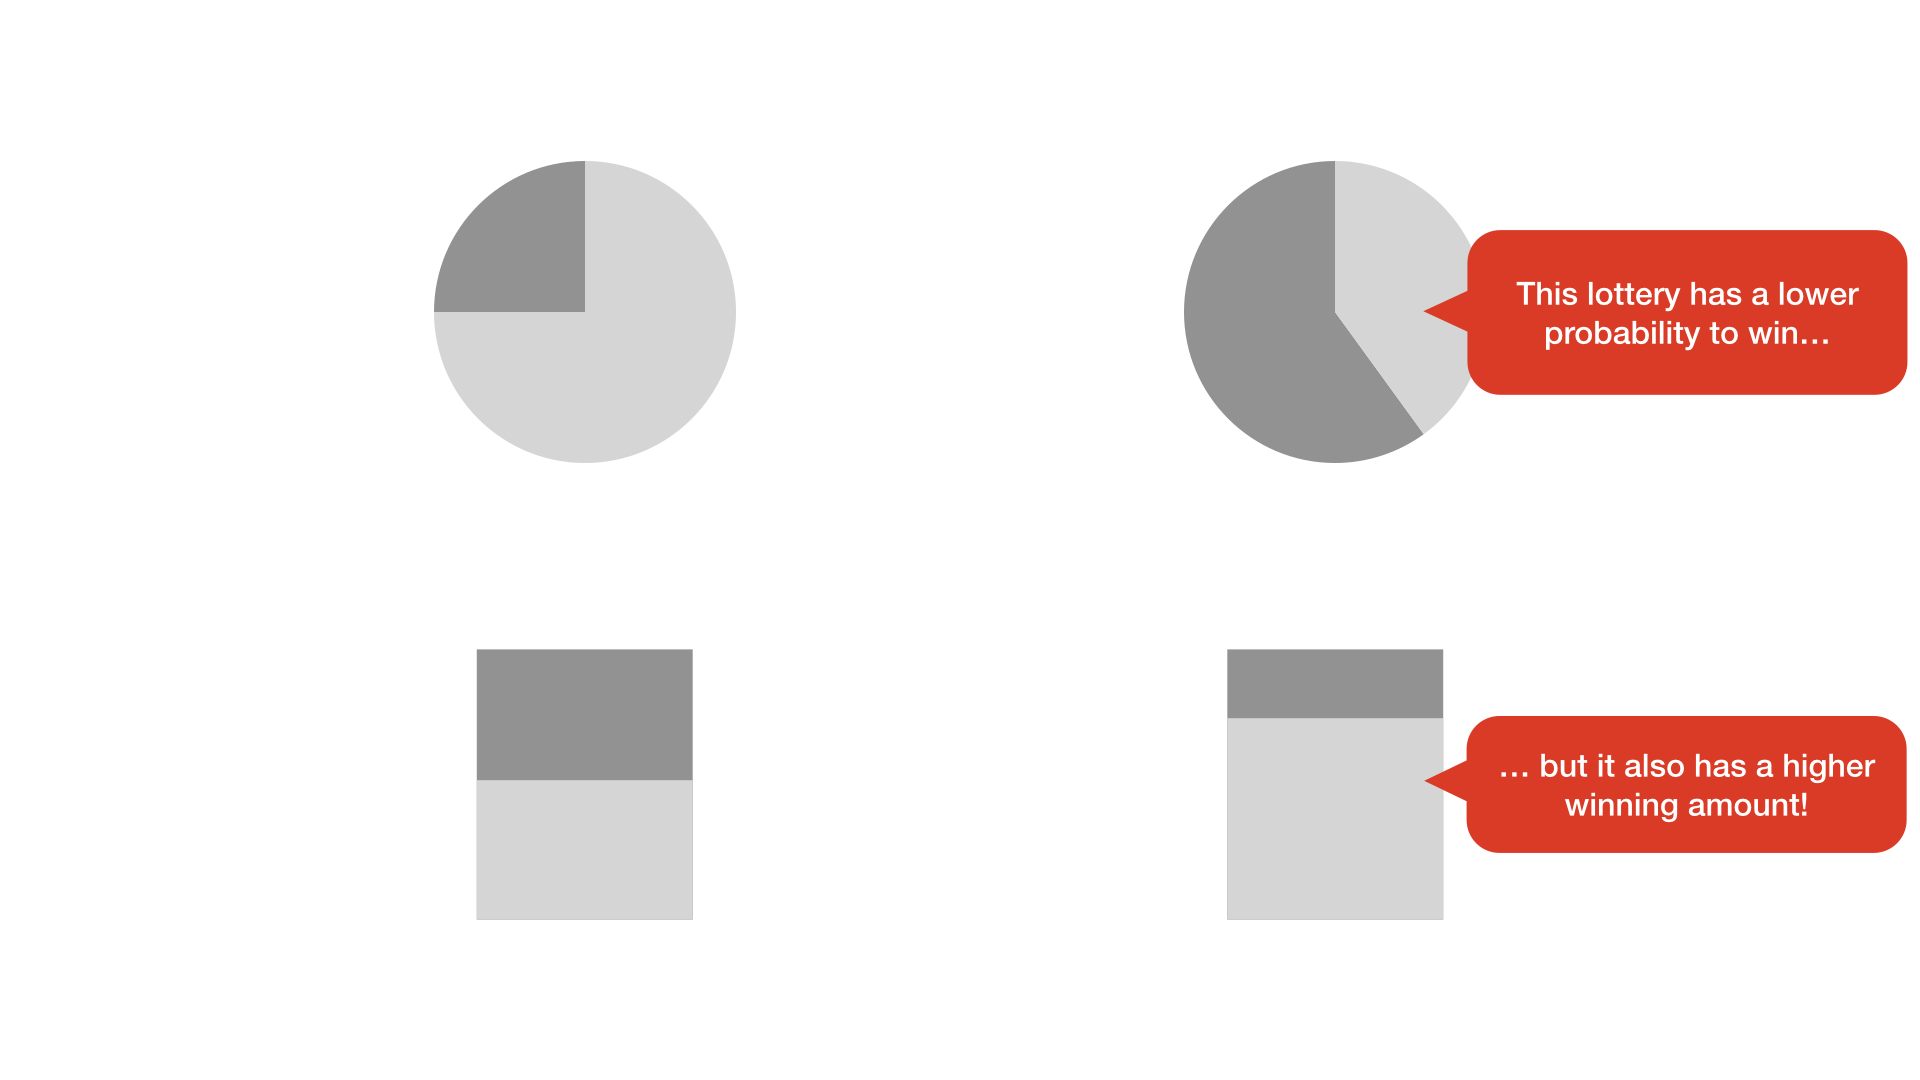 This lottery has a lower
probability to win…
… but it also has a higher
winning amount!